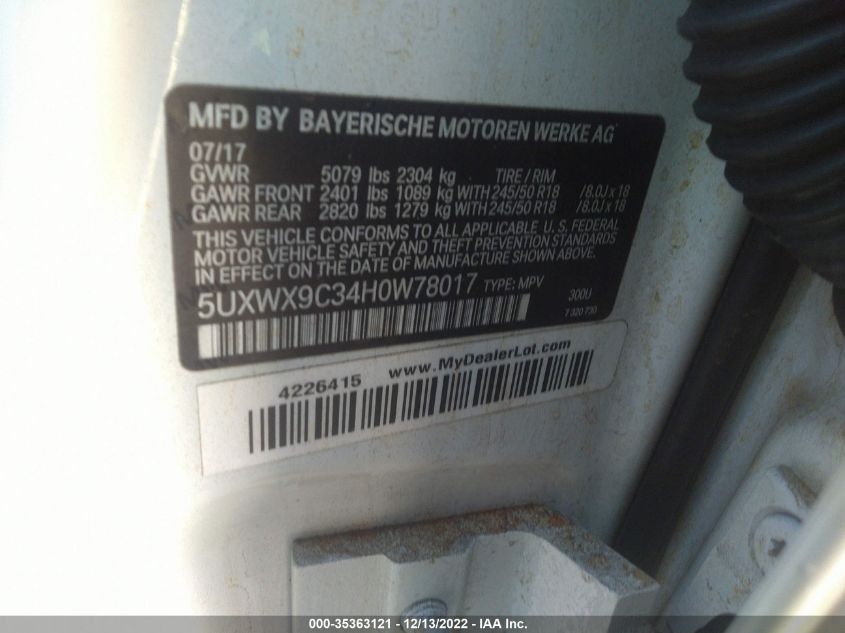 MFD BY BAYERISCHE MOTOREN WERKE AG
07/17
GVWR 5079 lbs 2304 kg TIRE / RIM
GAWR FRONT 2401 lbs 1089 kg WITH 245/50 R18 /8.0J x 18
GAWR REAR 2820 lbs 1279 kg WITH 245/50 R18 /8.0J x 18
THIS VEHICLE CONFORMS TO ALL APPLICABLE U. S. FEDERAL
MOTOR VEHICLE SAFETY AND THEFT PREVENTION STANDARDS
IN EFFECT ON THE DATE OF MANUFACTURE SHOWN ABOVE.
5UXWX9C34H0W78017 TYPE: MPV 300U
7 320 730
4226415 www.MyDealerLot.com
000-35363121 - 12/13/2022 - IAA Inc.